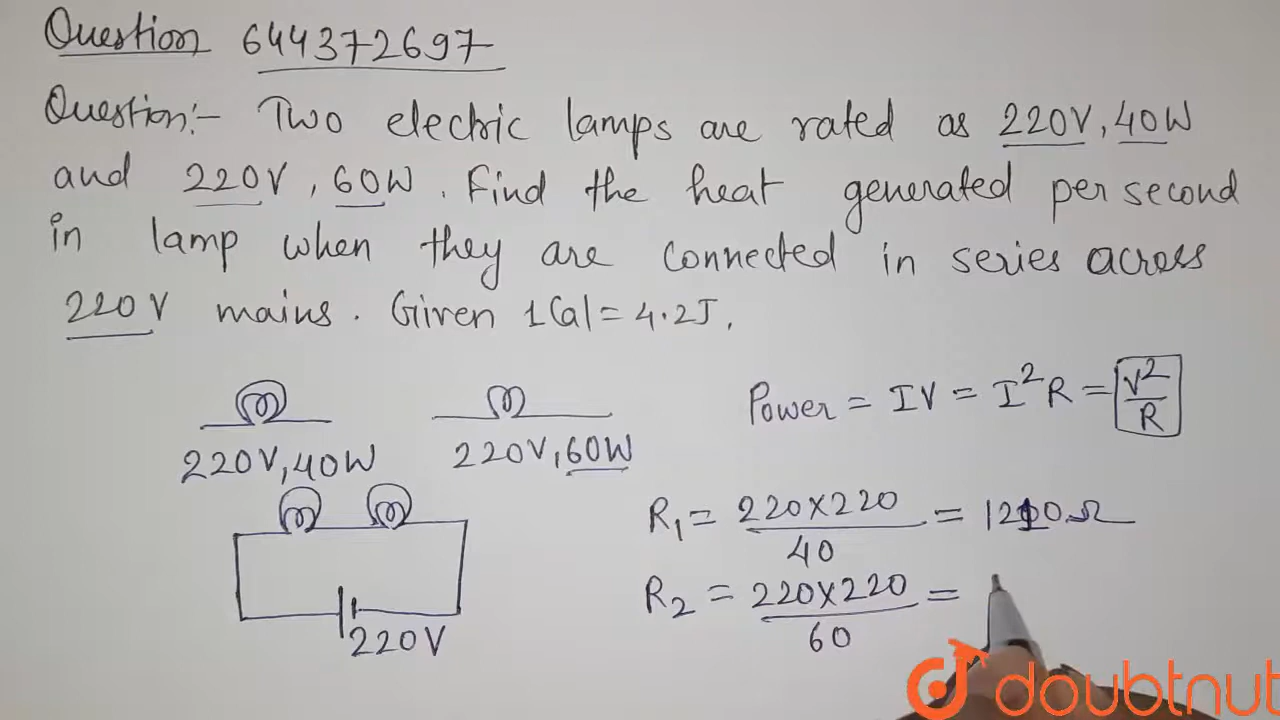 Question 644372697
Question:- Two electric lamps are rated as 220V, 40W
and 220V, 60W. Find the heat generated per second
in lamp when they are connected in series across
220V mains. Given 1Cal = 4.2J.
Power = IV = I²R = V²/R
220V, 40W
220V, 60W
R₁ = 220×220/40 = 1210Ω
R₂ = 220×220/60 =
220V
doubtnut